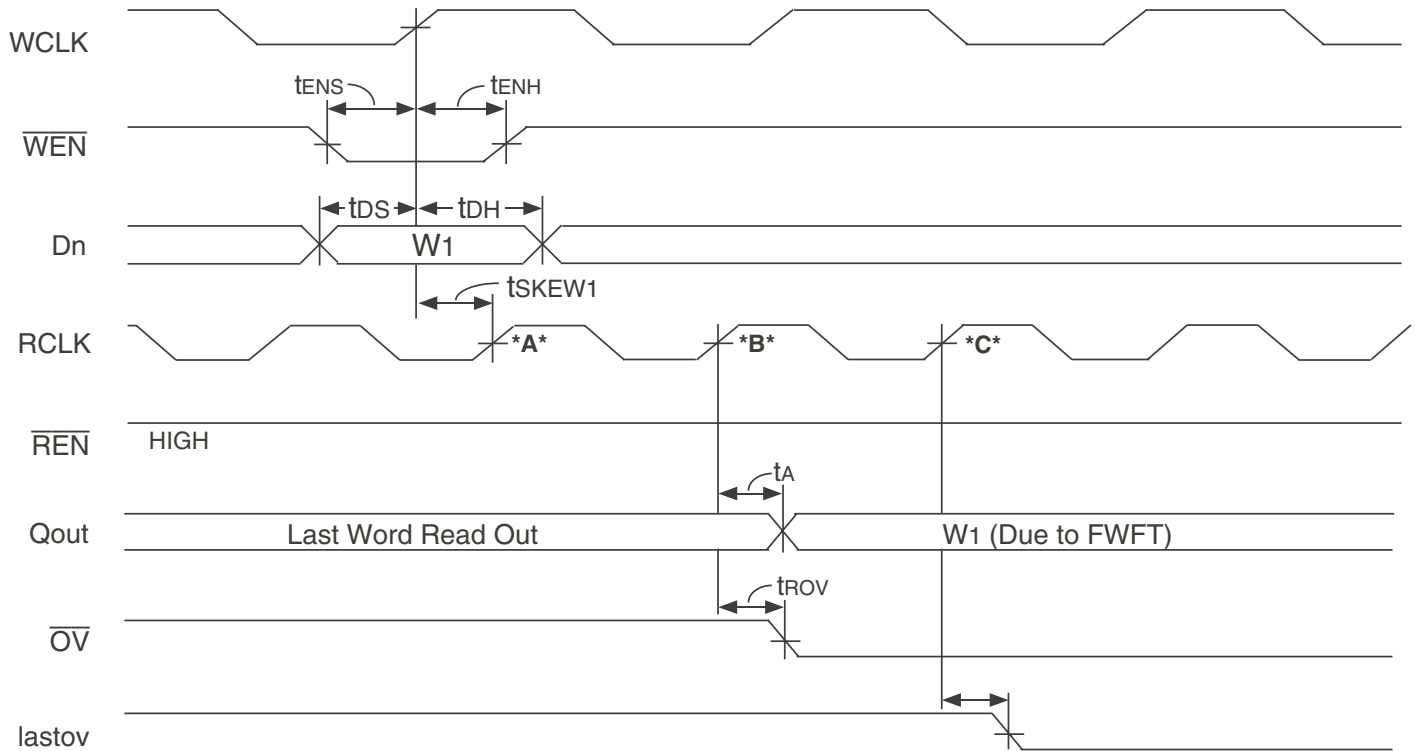 WCLK
tENS
tENH
WEN
tDS
tDH
Dn
W1
tSKEW1
RCLK
*A*
*B*
*C*
REN
HIGH
tA
Qout
Last Word Read Out
W1 (Due to FWFT)
tROV
OV
lastov